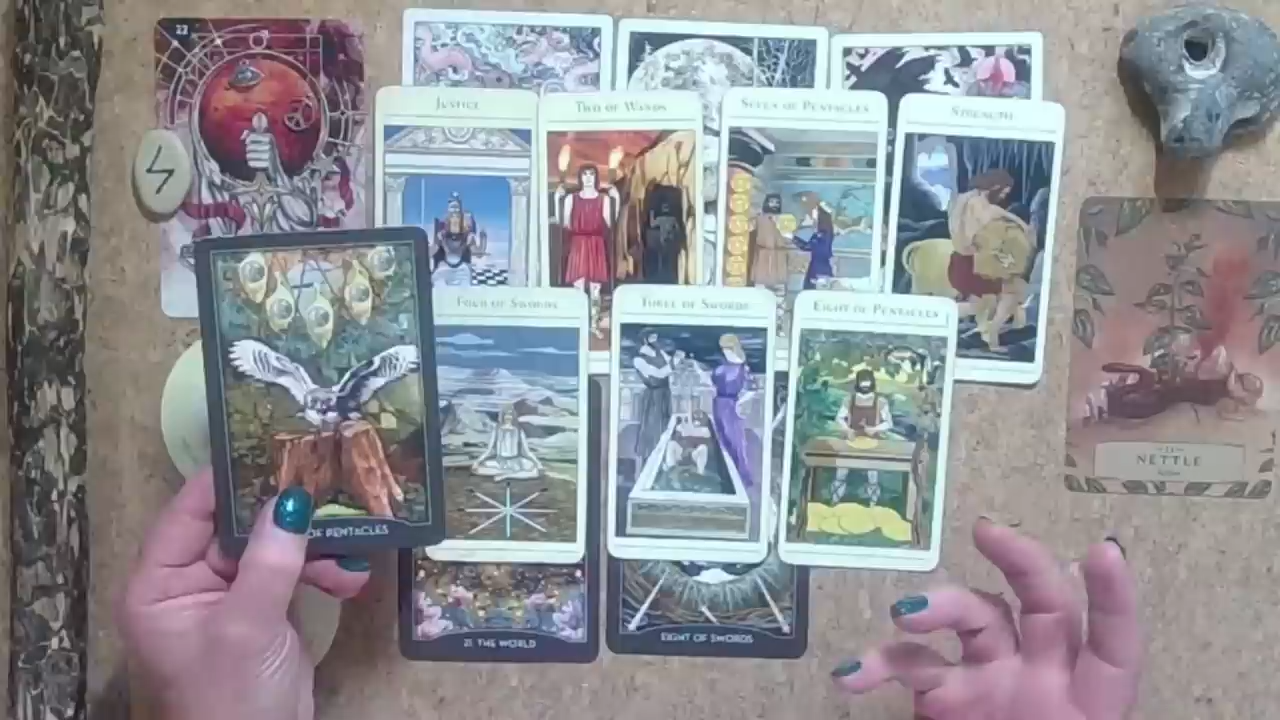 22
JUSTICE
TWO OF WANDS
SEVEN OF PENTACLES
STRENGTH
FOUR OF SWORDS
THREE OF SWORDS
EIGHT OF PENTACLES
NETTLE
OF PENTACLES
21. THE WORLD
EIGHT OF SWORDS